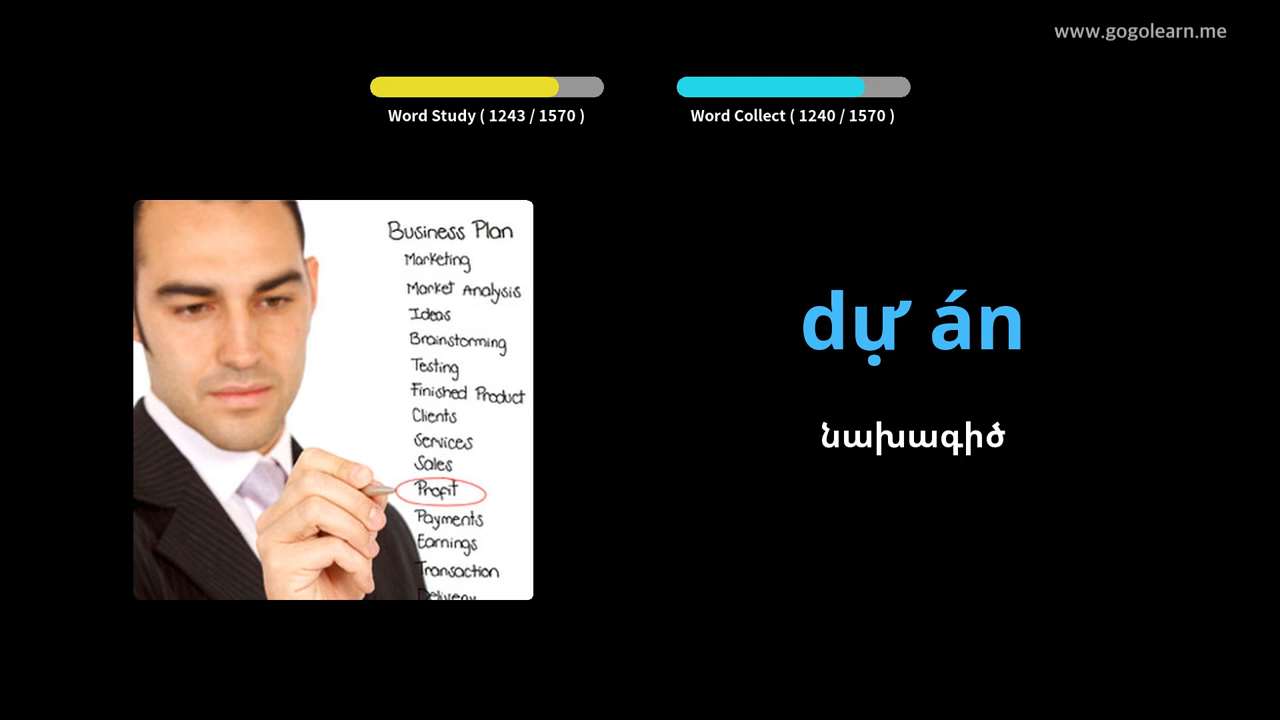 www.gogolearn.me
Word Study ( 1243 / 1570 )
Word Collect ( 1240 / 1570 )
Business Plan
Marketing
Market Analysis
Ideas
Brainstorming
Testing
Finished Product
Clients
Services
Sales
Profit
Payments
Earnings
Transaction
Delivery
dự án
նախագիծ